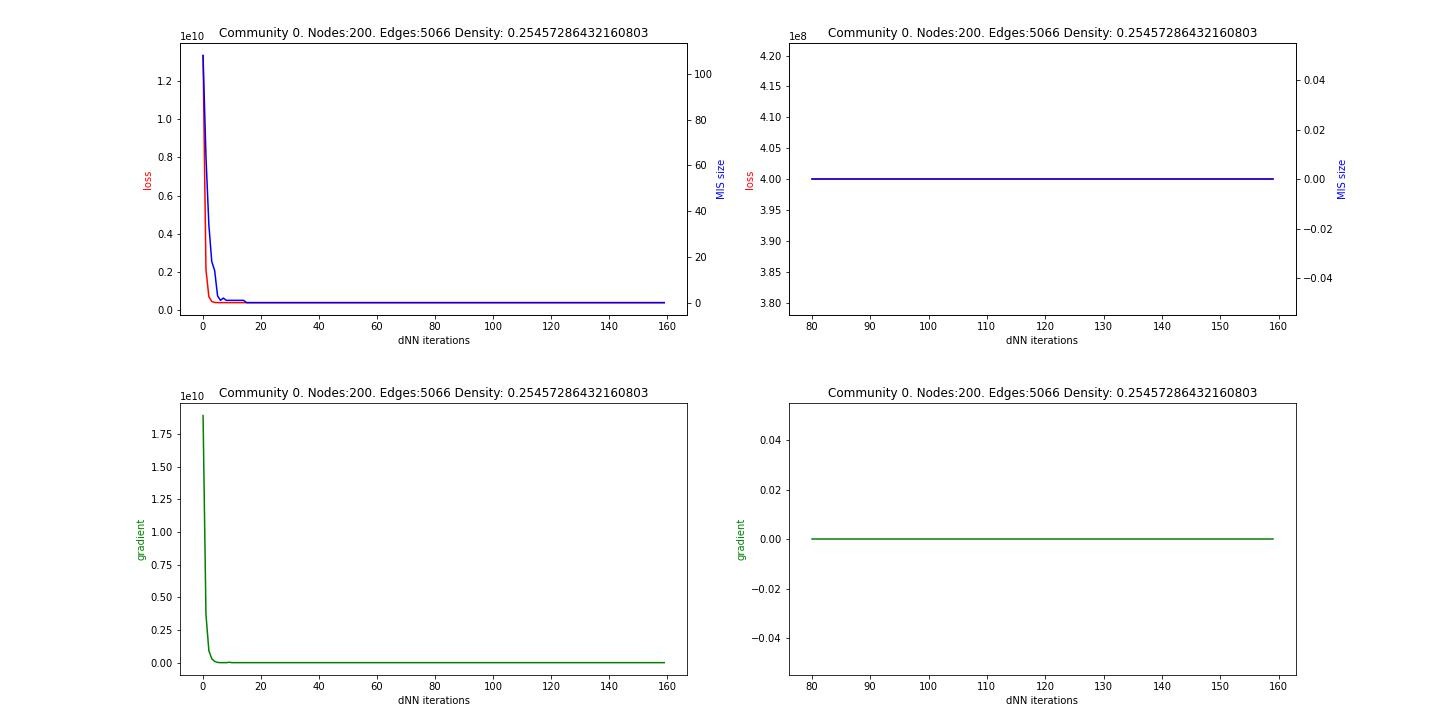 Community 0. Nodes:200. Edges:5066 Density: 0.25457286432160803
1e10
1.2
1.0
0.8
0.6
0.4
0.2
0.0
loss
100
80
60
40
20
0
MIS size
0 20 40 60 80 100 120 140 160
dNN iterations
Community 0. Nodes:200. Edges:5066 Density: 0.25457286432160803
1e8
4.20
4.15
4.10
4.05
4.00
3.95
3.90
3.85
3.80
loss
0.04
0.02
0.00
−0.02
−0.04
MIS size
80 90 100 110 120 130 140 150 160
dNN iterations
Community 0. Nodes:200. Edges:5066 Density: 0.25457286432160803
1e10
1.75
1.50
1.25
1.00
0.75
0.50
0.25
0.00
gradient
0 20 40 60 80 100 120 140 160
dNN iterations
Community 0. Nodes:200. Edges:5066 Density: 0.25457286432160803
0.04
0.02
0.00
−0.02
−0.04
gradient
80 90 100 110 120 130 140 150 160
dNN iterations